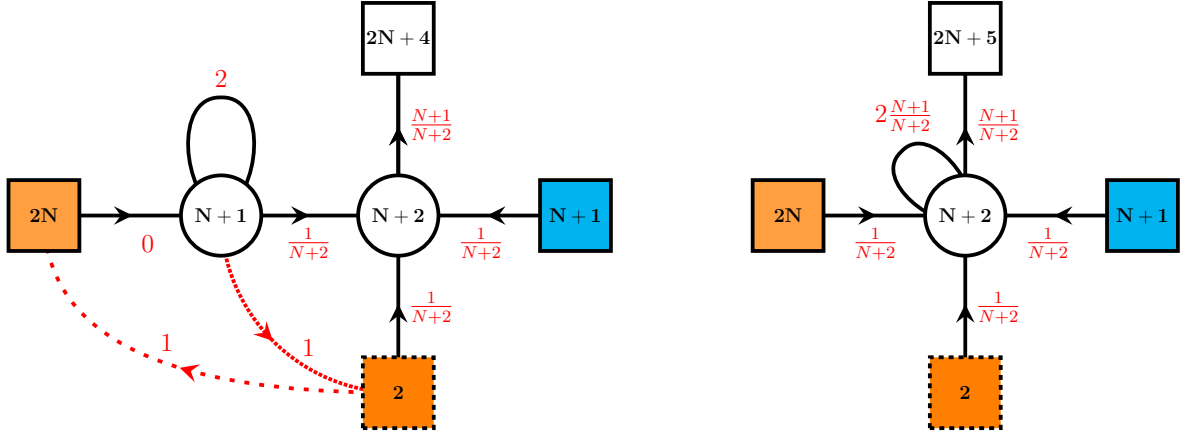 2N + 4
2
N+1/N+2
2N
N + 1
N + 2
N + 1
0
1/N+2
1/N+2
1/N+2
1
1
2
2N + 5
2 N+1/N+2
N+1/N+2
2N
N + 2
N + 1
1/N+2
1/N+2
1/N+2
2